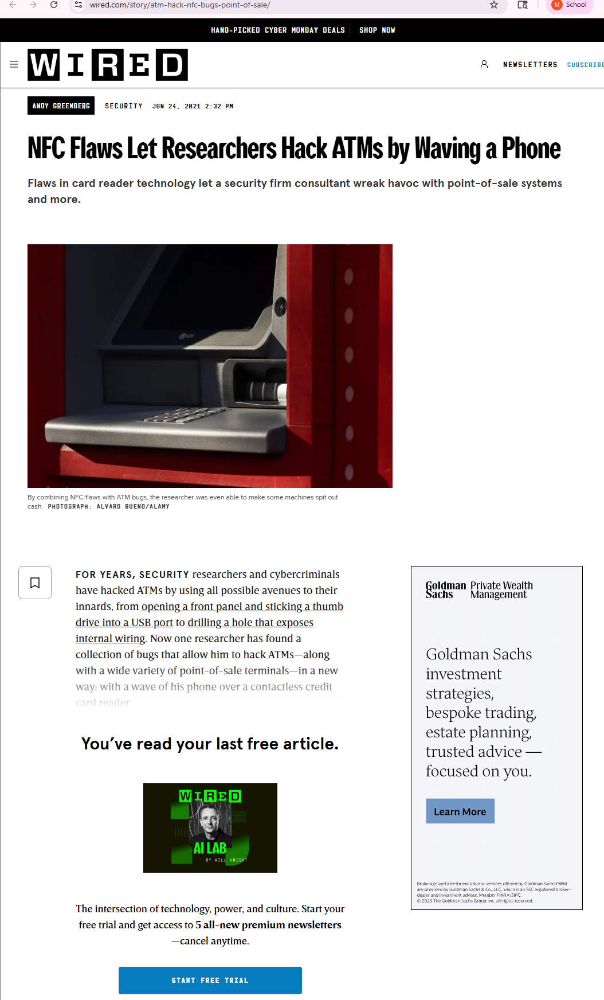 wired.com/story/atm-hack-nfc-bugs-point-of-sale/
M School
HAND-PICKED CYBER MONDAY DEALS SHOP NOW
WIRED
NEWSLETTERS SUBSCRIBE
ANDY GREENBERG SECURITY JUN 24, 2021 2:32 PM
NFC Flaws Let Researchers Hack ATMs by Waving a Phone
Flaws in card reader technology let a security firm consultant wreak havoc with point-of-sale systems
and more.
NCR
By combining NFC flaws with ATM bugs, the researcher was even able to make some machines spit out
cash. PHOTOGRAPH: ALVARO BUENO/ALAMY
FOR YEARS, SECURITY researchers and cybercriminals
have hacked ATMs by using all possible avenues to their
innards, from opening a front panel and sticking a thumb
drive into a USB port to drilling a hole that exposes
internal wiring. Now one researcher has found a
collection of bugs that allow him to hack ATMs—along
with a wide variety of point-of-sale terminals—in a new
way: with a wave of his phone over a contactless credit
card reader.
You’ve read your last free article.
WIRED
AI LAB
BY WILL KNIGHT
The intersection of technology, power, and culture. Start your
free trial and get access to 5 all-new premium newsletters
—cancel anytime.
START FREE TRIAL
Goldman Sachs Private Wealth Management
Goldman Sachs
investment
strategies,
bespoke trading,
estate planning,
trusted advice —
focused on you.
Learn More
Brokerage and investment advisor services offered by Goldman Sachs PWM
are provided by Goldman Sachs & Co., LLC, which is an SEC registered broker-
dealer and investment advisor. Member FINRA/SIPC.
© 2025 The Goldman Sachs Group, Inc. All rights reserved.